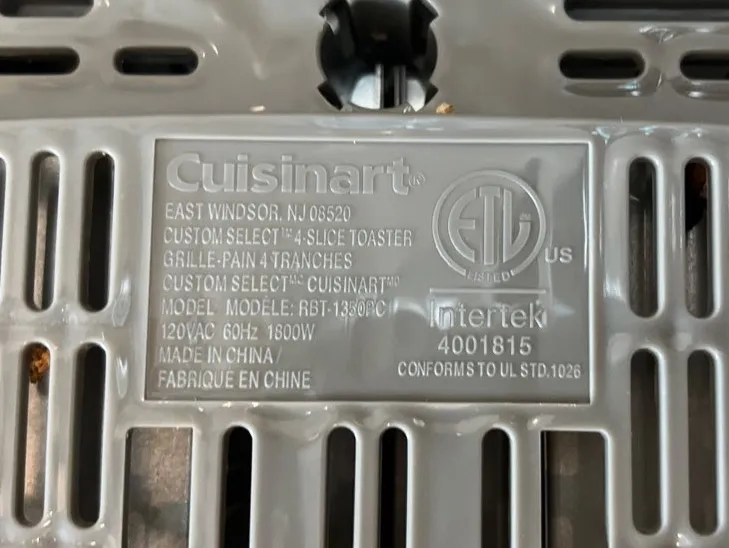 Cuisinart®
EAST WINDSOR, NJ 08520
CUSTOM SELECT™ 4-SLICE TOASTER
GRILLE-PAIN 4 TRANCHES
CUSTOM SELECT MC CUISINART MD
MODEL MODÈLE: RBT-1350PC
120VAC 60Hz 1800W
MADE IN CHINA/
FABRIQUÉ EN CHINE
ETL
LISTED
US
Intertek
4001815
CONFORMS TO UL STD.1026